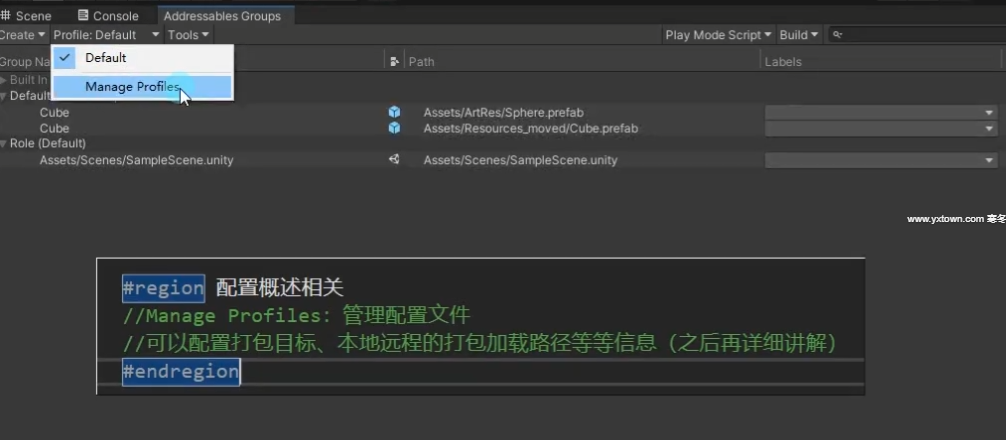 Scene Console Addressables Groups
Create Profile: Default Tools Play Mode Script Build
Default
Group Na Path Labels
Manage Profiles
Built In
Default
Cube Assets/ArtRes/Sphere.prefab
Cube Assets/Resources_moved/Cube.prefab
Role (Default)
Assets/Scenes/SampleScene.unity Assets/Scenes/SampleScene.unity
www.yxtown.com 寒冬
#region 配置概述相关
//Manage Profiles: 管理配置文件
//可以配置打包目标、本地远程的打包加载路径等等信息（之后再详细讲解）
#endregion